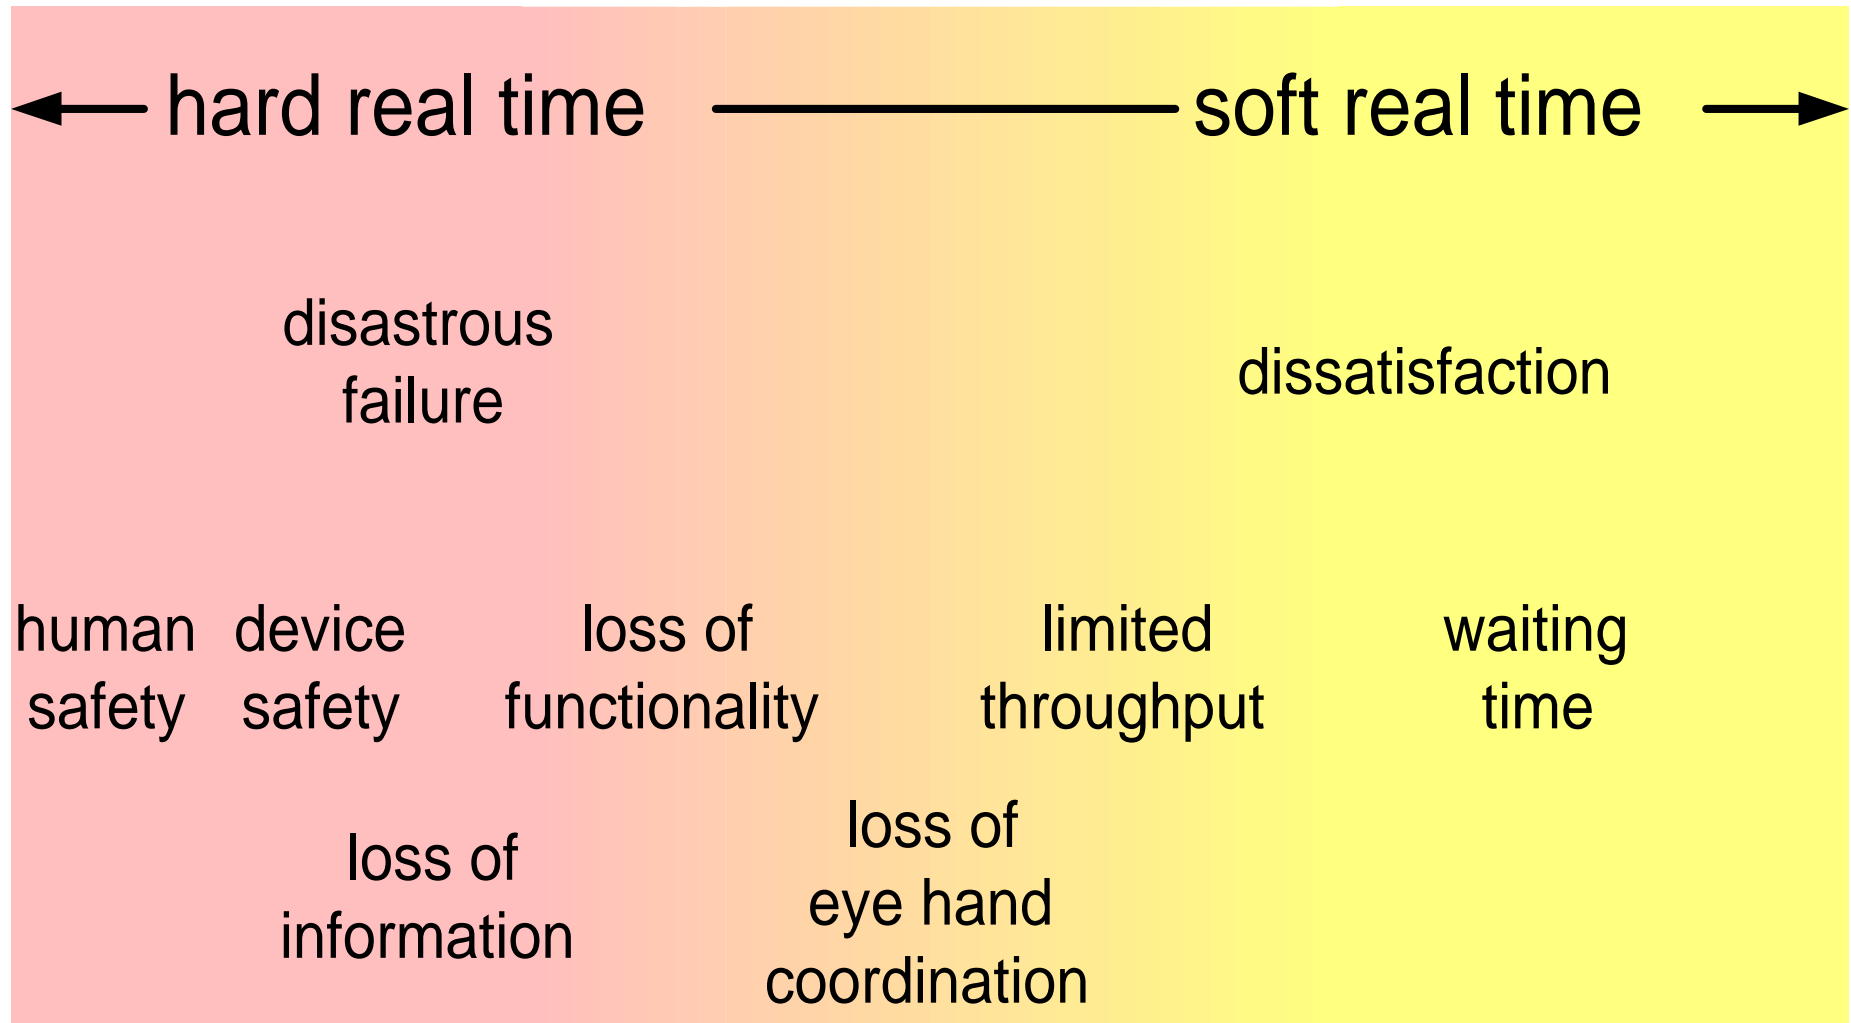 hard real time
soft real time
disastrous
failure
dissatisfaction
human
safety
device
safety
loss of
functionality
limited
throughput
waiting
time
loss of
information
loss of
eye hand
coordination